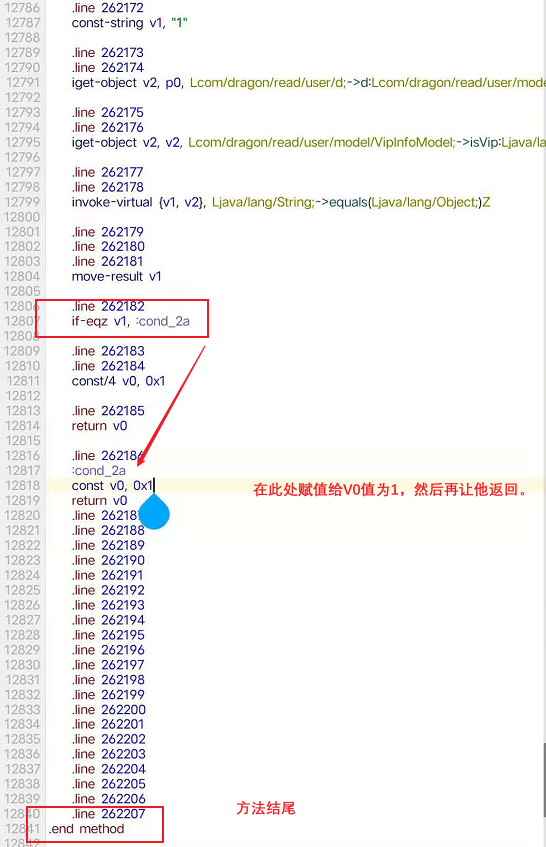 12786 .line 262172
12787 const-string v1, "1"
12788
12789 .line 262173
12790 .line 262174
12791 iget-object v2, p0, Lcom/dragon/read/user/d;->d:Lcom/dragon/read/user/mode
12792
12793 .line 262175
12794 .line 262176
12795 iget-object v2, v2, Lcom/dragon/read/user/model/VipInfoModel;->isVip:Ljava/la
12796
12797 .line 262177
12798 .line 262178
12799 invoke-virtual {v1, v2}, Ljava/lang/String;->equals(Ljava/lang/Object;)Z
12800
12801 .line 262179
12802 .line 262180
12803 .line 262181
12804 move-result v1
12805
12806 .line 262182
12807 if-eqz v1, :cond_2a
12808
12809 .line 262183
12810 .line 262184
12811 const/4 v0, 0x1
12812
12813 .line 262185
12814 return v0
12815
12816 .line 262186
12817 :cond_2a
12818 const v0, 0x1
在此处赋值给V0值为1，然后再让他返回。
12819 return v0
12820 .line 26218
12821 .line 262188
12822 .line 262189
12823 .line 262190
12824 .line 262191
12825 .line 262192
12826 .line 262193
12827 .line 262194
12828 .line 262195
12829 .line 262196
12830 .line 262197
12831 .line 262198
12832 .line 262199
12833 .line 262200
12834 .line 262201
12835 .line 262202
12836 .line 262203
12837 .line 262204
12838 .line 262205
12839 .line 262206
12840 .line 262207
方法结尾
12841 .end method
12842